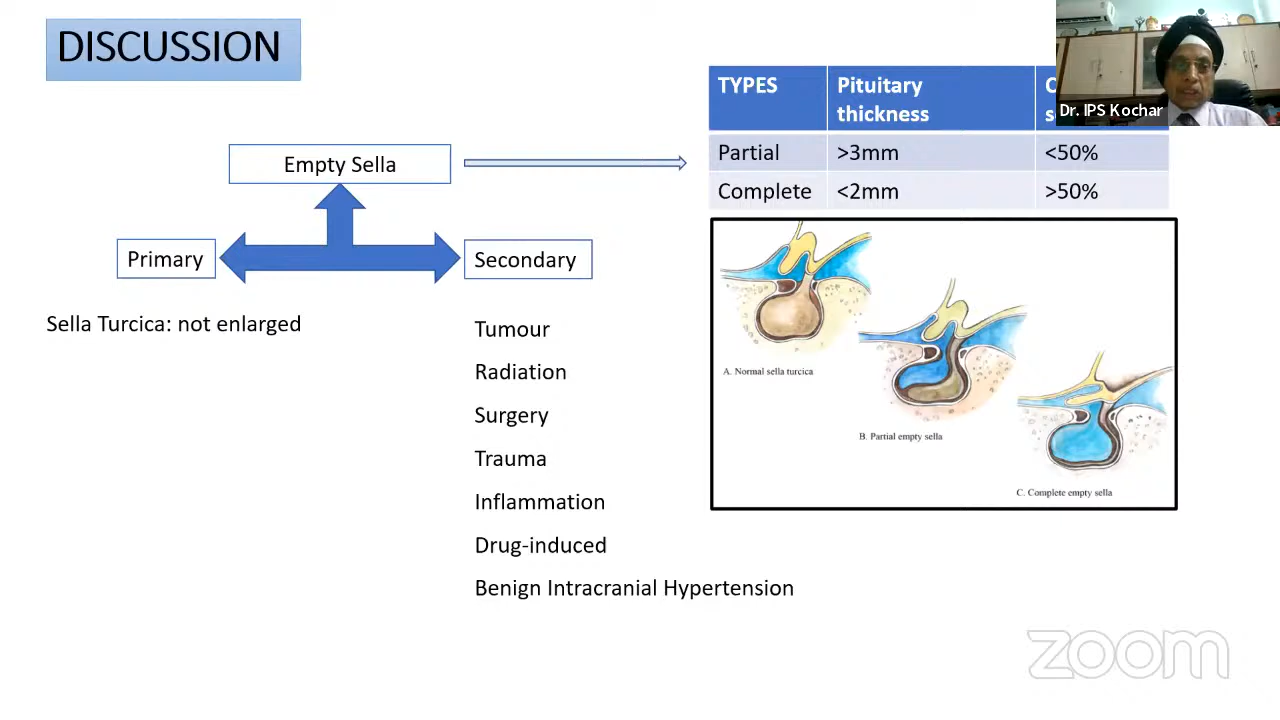 DISCUSSION
Empty Sella
Primary
Secondary
Sella Turcica: not enlarged
Tumour
Radiation
Surgery
Trauma
Inflammation
Drug-induced
Benign Intracranial Hypertension
TYPES Pituitary
thickness
Partial >3mm <50%
Complete <2mm >50%
A. Normal sella turcica
B. Partial empty sella
C. Complete empty sella
Dr. IPS Kochar
zoom